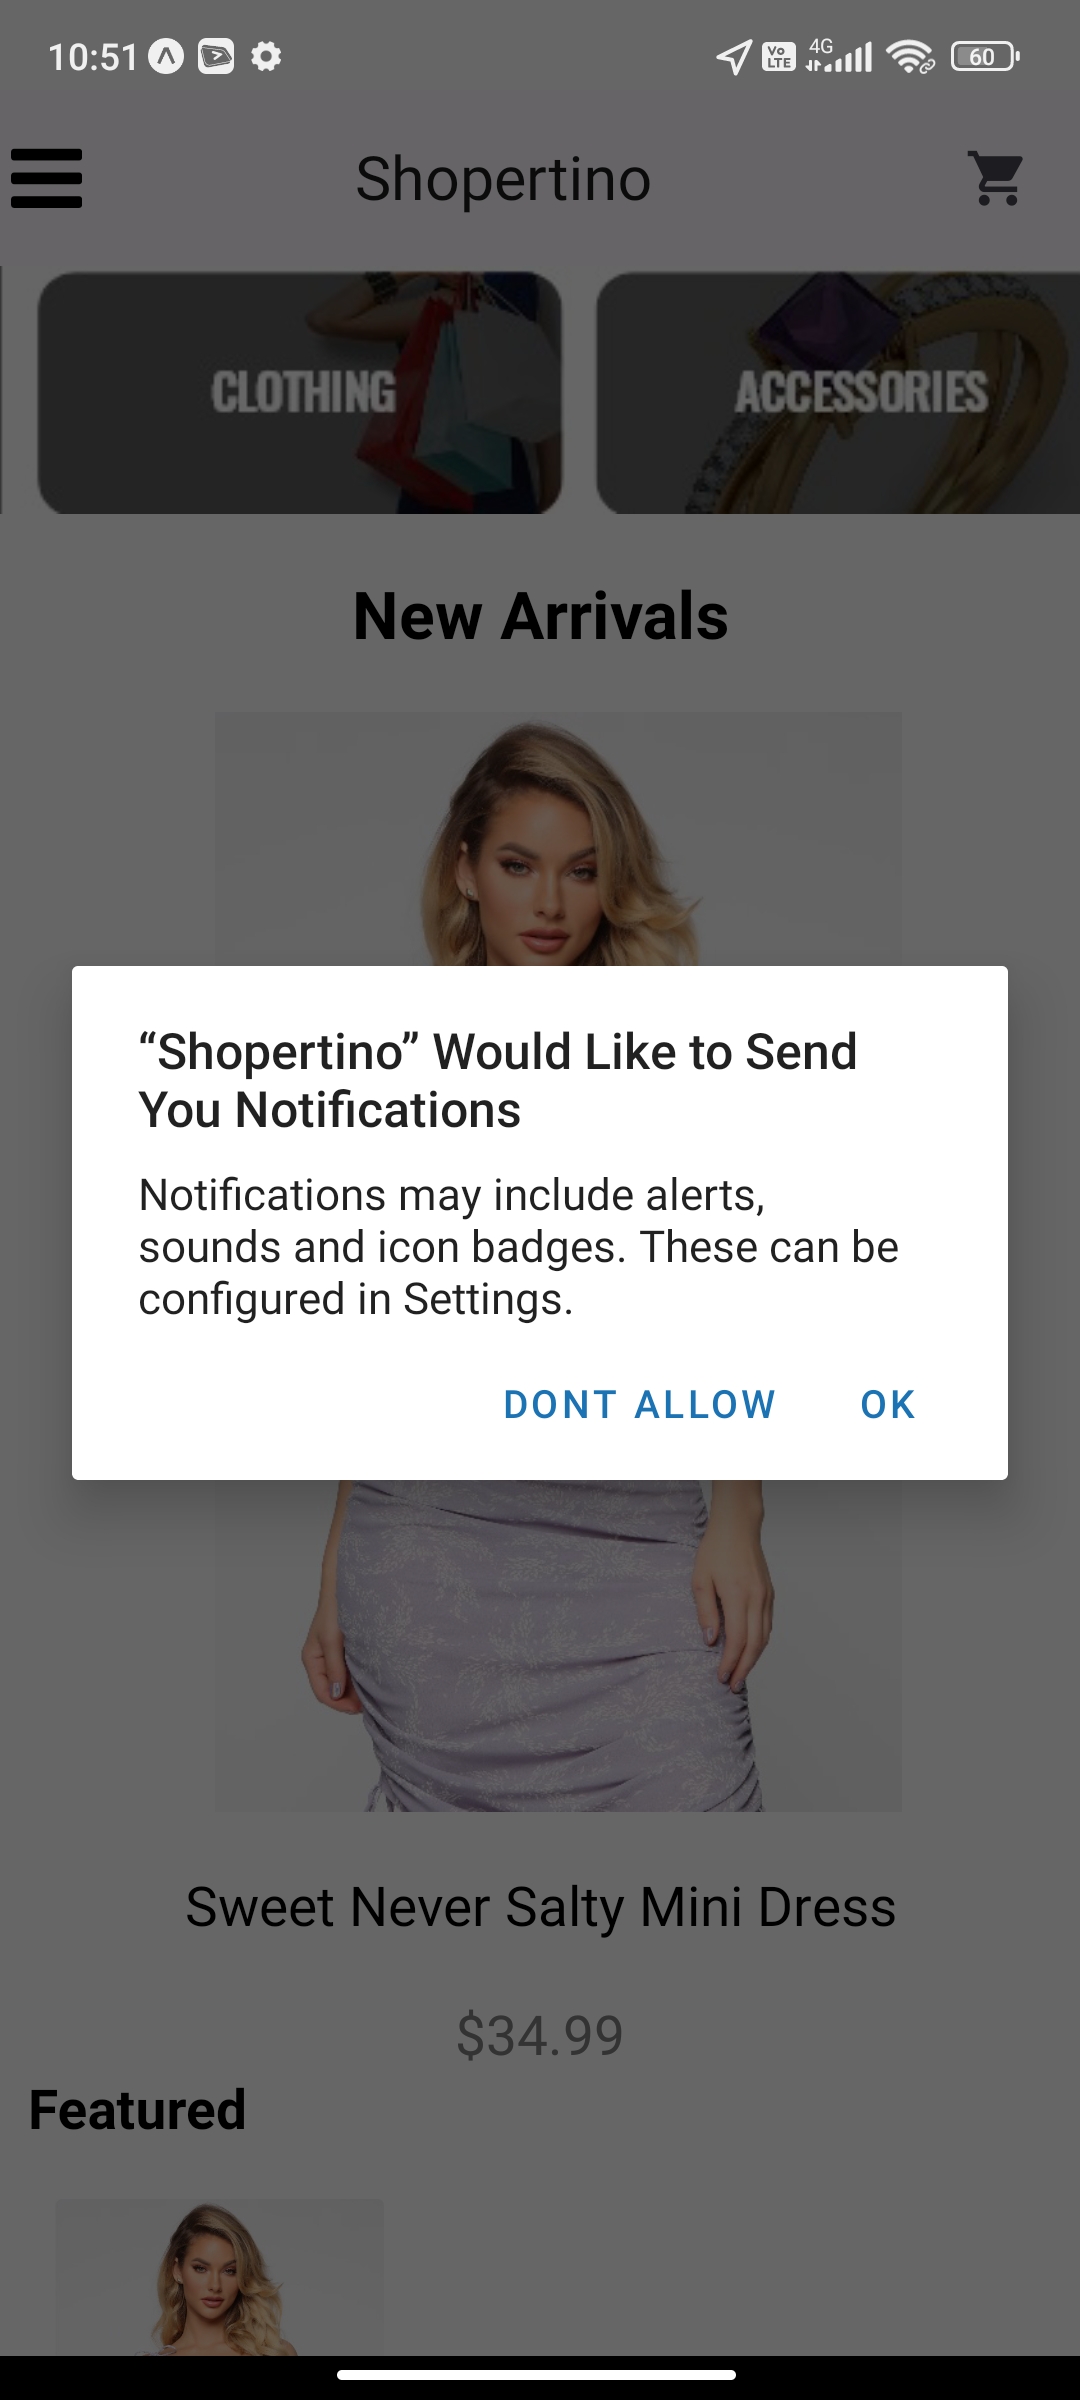 10:51
Vo
LTE
4G
60
Shopertino
CLOTHING
ACCESSORIES
New Arrivals
“Shopertino” Would Like to Send
You Notifications
Notifications may include alerts,
sounds and icon badges. These can be
configured in Settings.
DONT ALLOW
OK
Sweet Never Salty Mini Dress
$34.99
Featured